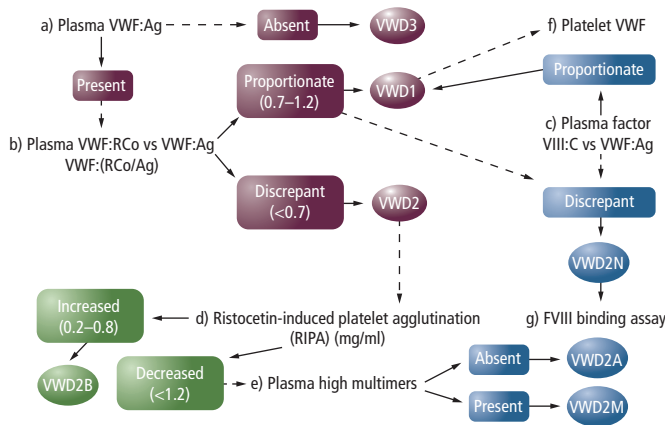 a) Plasma VWF:Ag
Absent
VWD3
f) Platelet VWF
Present
Proportionate
(0.7–1.2)
VWD1
Proportionate
b) Plasma VWF:RCo vs VWF:Ag
VWF:(RCo/Ag)
c) Plasma factor
VIII:C vs VWF:Ag
Discrepant
(<0.7)
VWD2
Discrepant
VWD2N
Increased
(0.2–0.8)
d) Ristocetin-induced platelet agglutination
(RIPA) (mg/ml)
g) FVIII binding assay
VWD2B
Decreased
(<1.2)
e) Plasma high multimers
Absent
VWD2A
Present
VWD2M